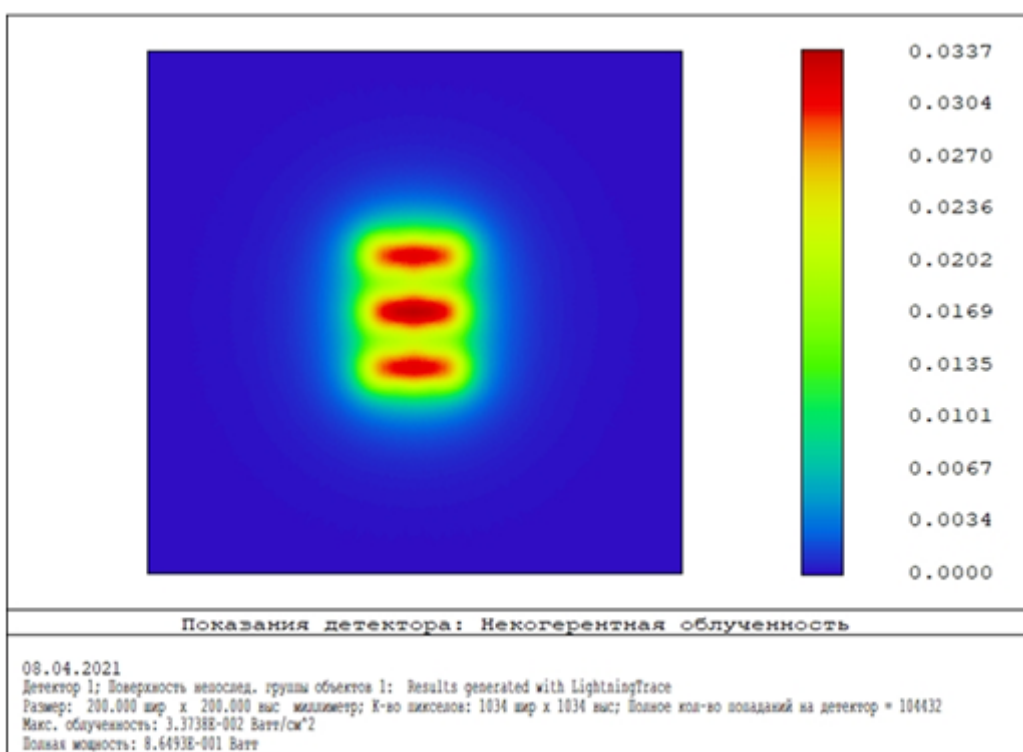 0.0337
0.0304
0.0270
0.0236
0.0202
0.0169
0.0135
0.0101
0.0067
0.0034
0.0000
Показания детектора: Некогерентная облученность
08.04.2021
Детектор 1; Поверхность непослед. группы объектов 1: Results generated with LightningTrace
Размер: 200.000 шир x 200.000 выс миллиметр; К-во пикселов: 1034 шир x 1034 выс; Полное кол-во попаданий на детектор = 104432
Макс. облученность: 3.3738E-002 Ватт/см^2
Полная мощность: 8.6493E-001 Ватт